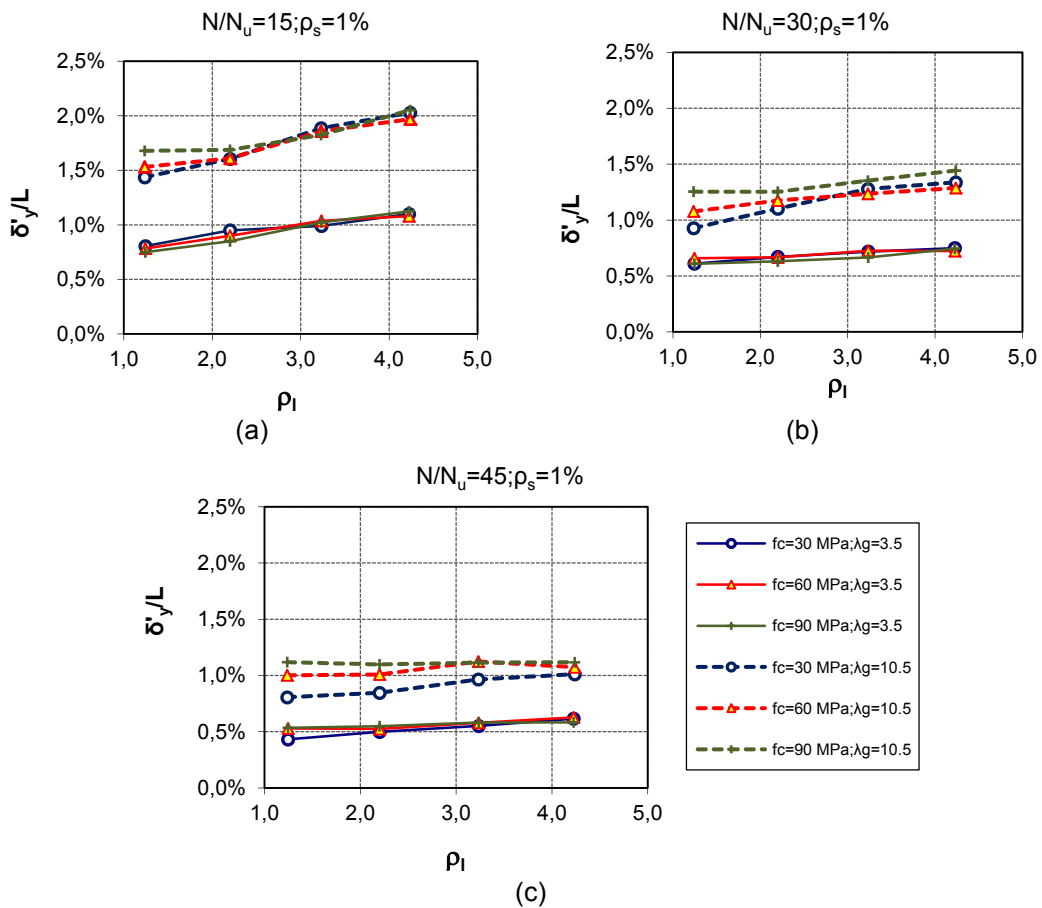 N/Nu=15;ρs=1%
2,5%
2,0%
1,5%
1,0%
0,5%
0,0%
δ'y/L
1,0 2,0 3,0 4,0 5,0
ρl
(a)
N/Nu=30;ρs=1%
2,5%
2,0%
1,5%
1,0%
0,5%
0,0%
δ'y/L
1,0 2,0 3,0 4,0 5,0
ρl
(b)
N/Nu=45;ρs=1%
2,5%
2,0%
1,5%
1,0%
0,5%
0,0%
δ'y/L
1,0 2,0 3,0 4,0 5,0
ρl
(c)
fc=30 MPa;λg=3.5
fc=60 MPa;λg=3.5
fc=90 MPa;λg=3.5
fc=30 MPa;λg=10.5
fc=60 MPa;λg=10.5
fc=90 MPa;λg=10.5